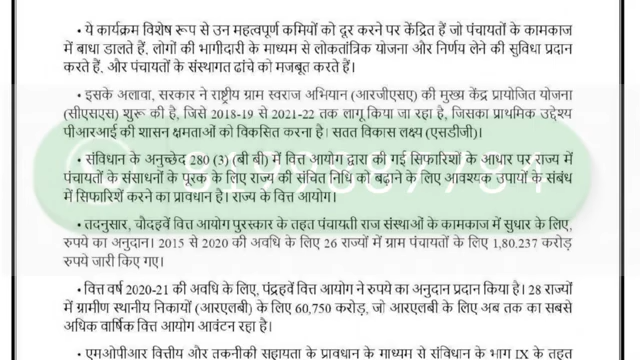 • ये कार्यक्रम विशेष रूप से उन महत्वपूर्ण कमियों को दूर करने पर केंद्रित हैं जो पंचायतों के कामकाज
में बाधा डालते हैं, लोगों की भागीदारी के माध्यम से लोकतांत्रिक योजना और निर्णय लेने की सुविधा प्रदान
करते हैं, और पंचायतों के संस्थागत ढांचे को मजबूत करते हैं।
• इसके अलावा, सरकार ने राष्ट्रीय ग्राम स्वराज अभियान (आरजीएसए) की मुख्य केंद्र प्रायोजित योजना
(सीएसएस) शुरू की है, जिसे 2018-19 से 2021-22 तक लागू किया जा रहा है, जिसका प्राथमिक उद्देश्य
पीआरआई की शासन क्षमताओं को विकसित करना है। सतत विकास लक्ष्य (एसडीजी)।
• संविधान के अनुच्छेद 280 (3) (बी बी) में वित्त आयोग द्वारा की गई सिफारिशों के आधार पर राज्य में
पंचायतों के संसाधनों के पूरक के लिए राज्य की संचित निधि को बढ़ाने के लिए आवश्यक उपायों के संबंध
में सिफारिशें करने का प्रावधान है। राज्य के वित्त आयोग।
• तदनुसार, चौदहवें वित्त आयोग पुरस्कार के तहत पंचायती राज संस्थाओं के कामकाज में सुधार के लिए,
रुपये का अनुदान। 2015 से 2020 की अवधि के लिए 26 राज्यों में ग्राम पंचायतों के लिए 1,80.237 करोड़
रुपये जारी किए गए।
• वित्त वर्ष 2020-21 की अवधि के लिए, पंद्रहवें वित्त आयोग ने रुपये का अनुदान प्रदान किया है। 28 राज्यों
में ग्रामीण स्थानीय निकायों (आरएलबी) के लिए 60,750 करोड़, जो आरएलबी के लिए अब तक का सबसे
अधिक वार्षिक वित्त आयोग आवंटन रहा है।
• एमओपीआर वित्तीय और तकनीकी सहायता के प्रावधान के माध्यम से संविधान के भाग IX के तहत